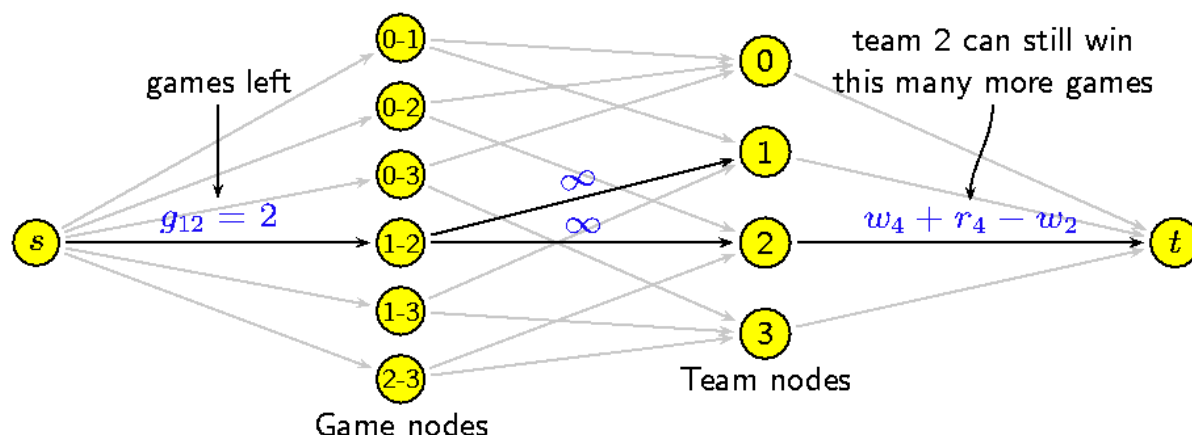 0-1
0-2
0-3
1-2
1-3
2-3
games left
s
g₁₂ = 2
∞
∞
Game nodes
0
1
2
3
Team nodes
team 2 can still win
this many more games
w₄ + r₄ − w₂
t